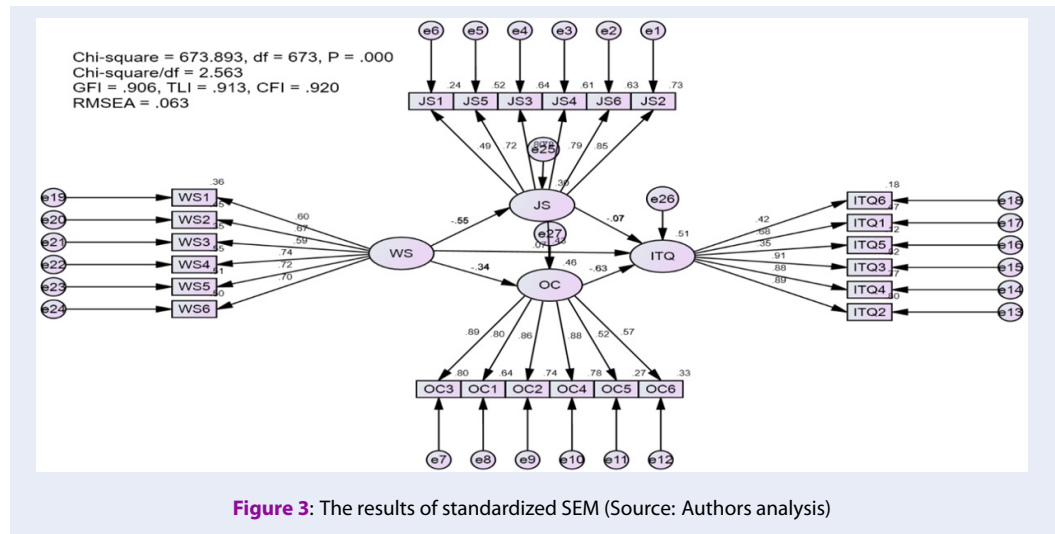 Chi-square = 673.893, df = 673, P = .000
Chi-square/df = 2.563
GFI = .906, TLI = .913, CFI = .920
RMSEA = .063
e6 e5 e4 e3 e2 e1
.24 .52 .64 .61 .63 .73
JS1 JS5 JS3 JS4 JS6 JS2
.49 .72 .79 .85
e25
.30
JS
e19 WS1 .36
e20 WS2
e21 WS3
e22 WS4
e23 WS5
e24 WS6
.60
.67
.59
.74
.72
.70
WS
-.55
-.07
.07
-.34
-.63
e27
e26
ITQ .51
OC .46
.42
.68
.35
.91
.88
.89
ITQ6 .18 e18
ITQ1 e17
ITQ5 e16
ITQ3 e15
ITQ4 e14
ITQ2 e13
.89 .80 .86 .88 .52 .57
.80 .64 .74 .78 .27 .33
OC3 OC1 OC2 OC4 OC5 OC6
e7 e8 e9 e10 e11 e12
Figure 3: The results of standardized SEM (Source: Authors analysis)